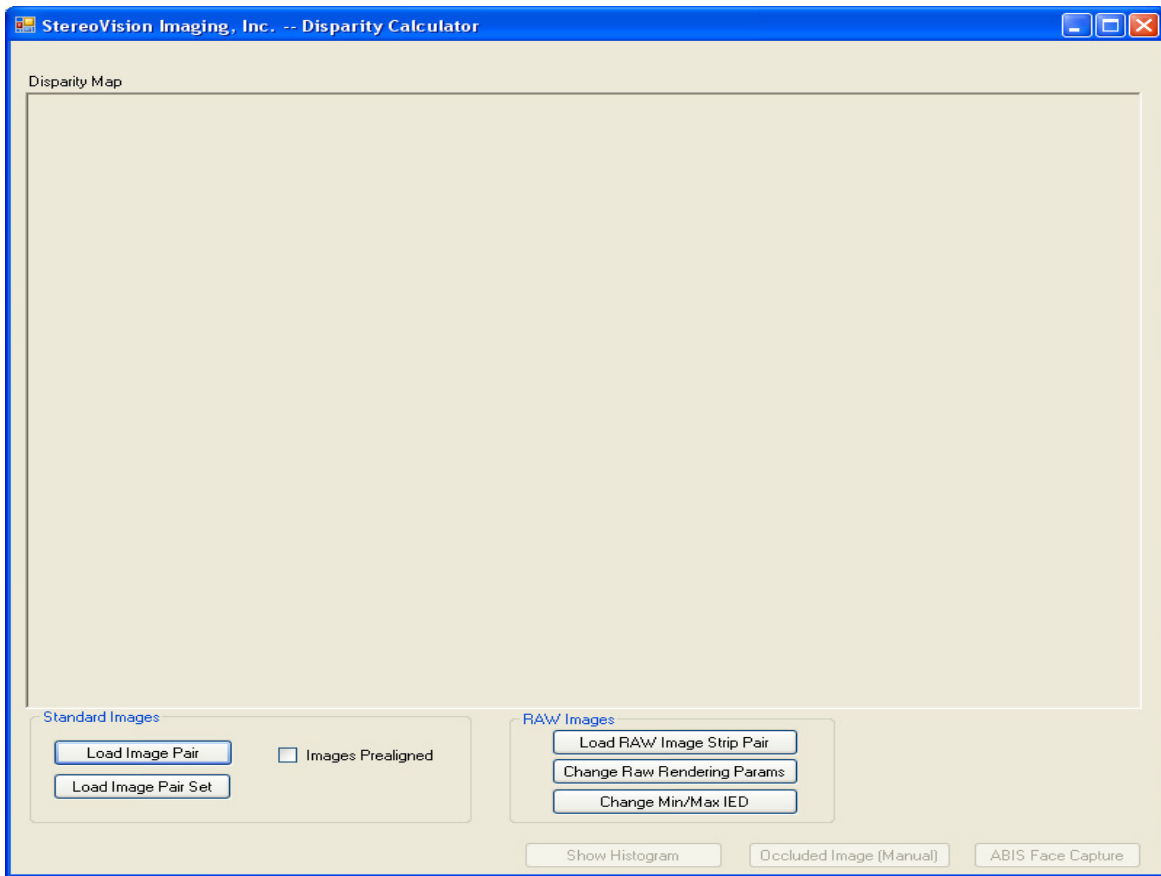 StereoVision Imaging, Inc. -- Disparity Calculator
Disparity Map
Standard Images
Load Image Pair
Images Prealigned
Load Image Pair Set
RAW Images
Load RAW Image Strip Pair
Change Raw Rendering Params
Change Min/Max IED
Show Histogram
Occluded Image (Manual)
ABIS Face Capture